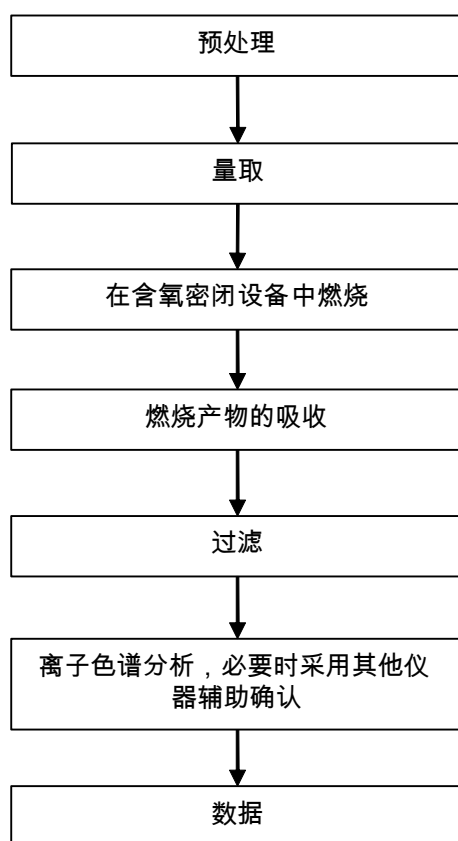 预处理
量取
在含氧密闭设备中燃烧
燃烧产物的吸收
过滤
离子色谱分析，必要时采用其他仪
器辅助确认
数据